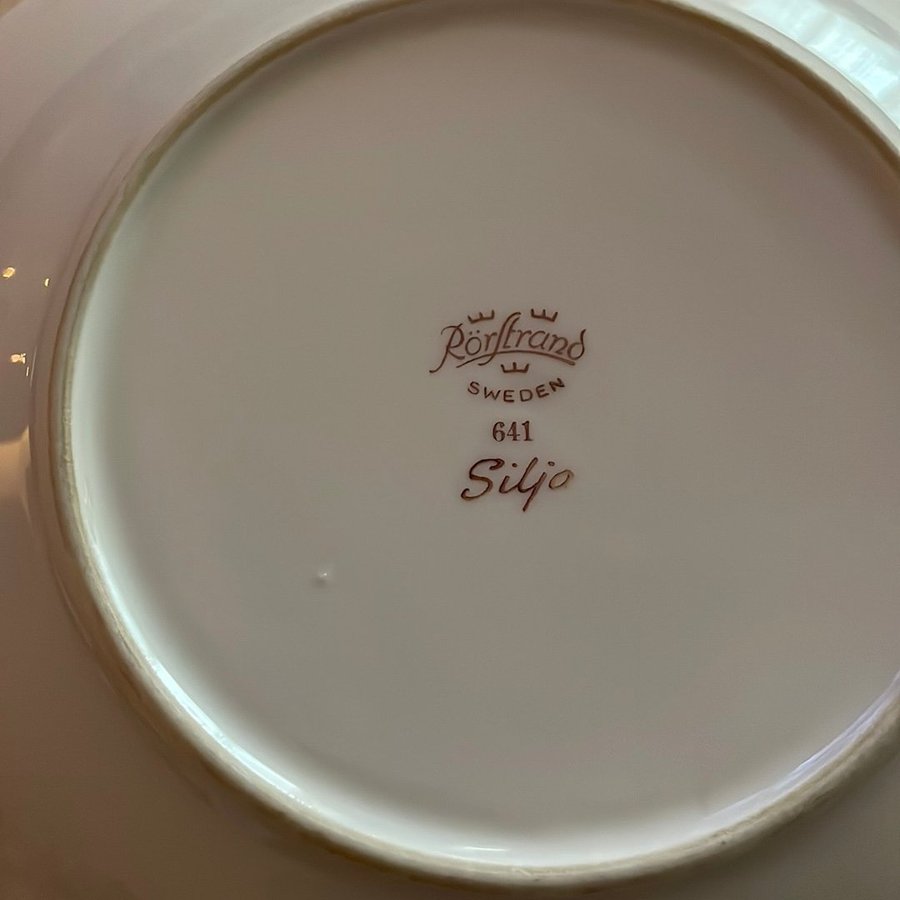 Rörstrand
SWEDEN
641
Siljo